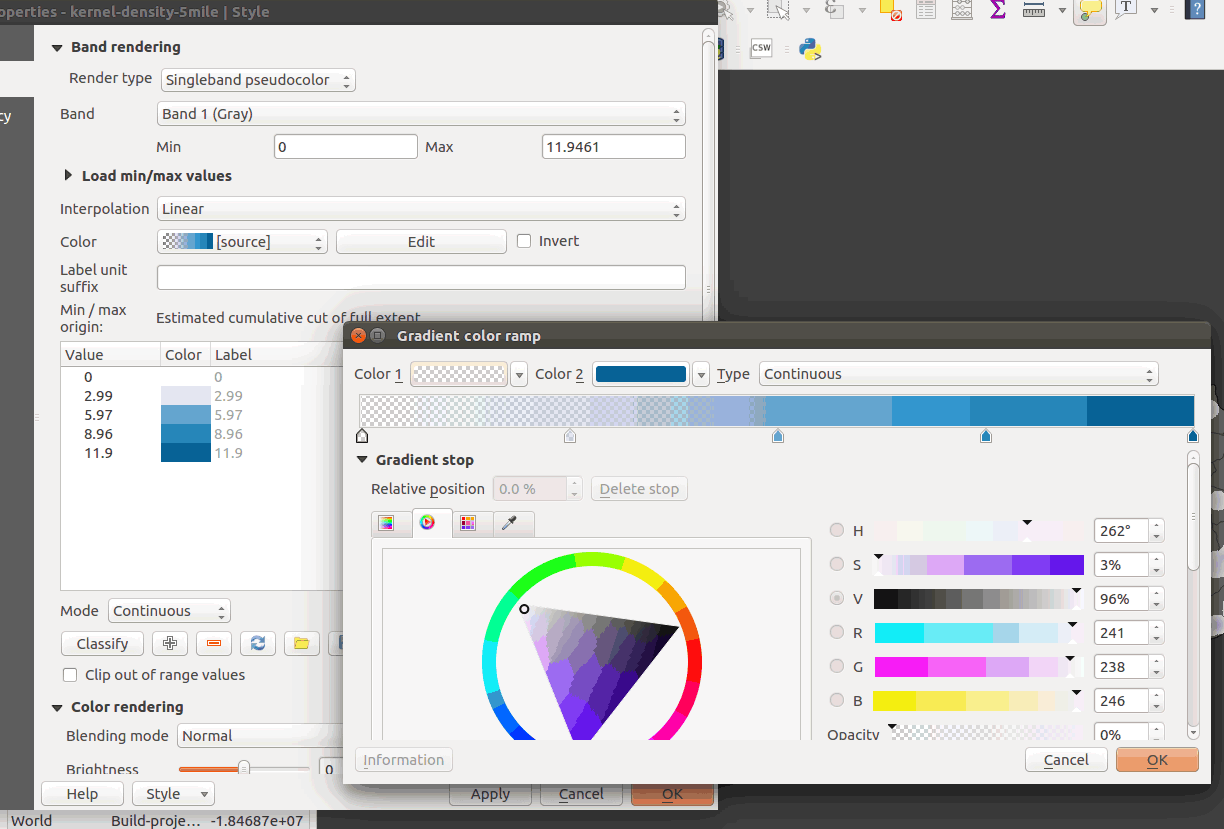 operties - kernel-density-5mile | Style
T
?
CSW
cy
Band rendering
Render type Singleband pseudocolor
Band Band 1 (Gray)
Min 0 Max 11.9461
Load min/max values
Interpolation Linear
Color [source] Edit Invert
Label unit
suffix
Min / max
origin: Estimated cumulative cut of full extent
Value Color Label
0 0
2.99 2.99
5.97 5.97
8.96 8.96
11.9 11.9
Mode Continuous
Classify
Clip out of range values
Color rendering
Blending mode Normal
Brightness 0
Help Style Apply Cancel OK
World Build-proje... -1.84687e+07
Gradient color ramp
Color 1 Color 2 Type Continuous
Gradient stop
Relative position 0.0 % Delete stop
H 262°
S 3%
V 96%
R 241
G 238
B 246
Opacity 0%
Information Cancel OK